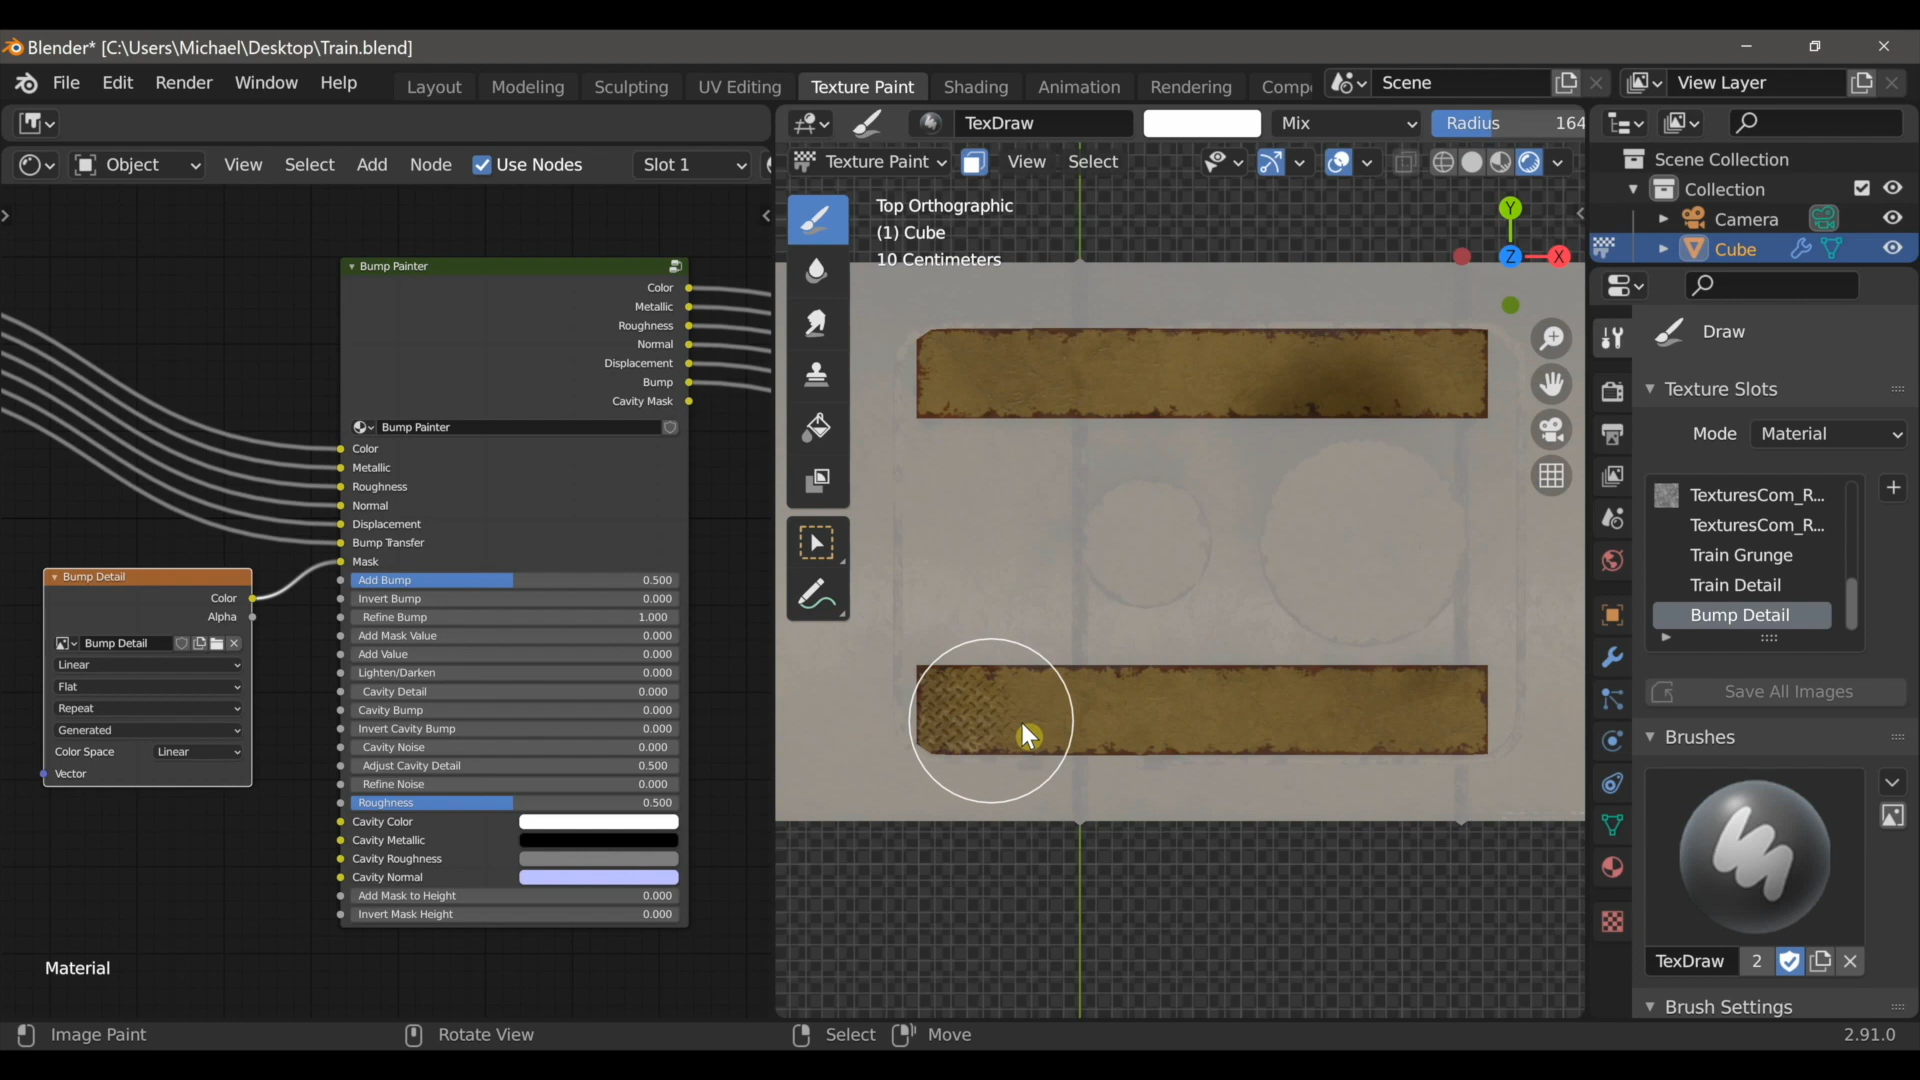 Blender* [C:\Users\Michael\Desktop\Train.blend]
File Edit Render Window Help
Layout Modeling Sculpting UV Editing Texture Paint Shading Animation Rendering Comp
Scene
View Layer
TexDraw Mix Radius 164
Object View Select Add Node Use Nodes Slot 1
Texture Paint View Select
Top Orthographic
(1) Cube
10 Centimeters
Y
Z
X
Scene Collection
Collection
Camera
Cube
Draw
Texture Slots
Mode Material
TexturesCom_R...
TexturesCom_R...
Train Grunge
Train Detail
Bump Detail
Save All Images
Brushes
TexDraw 2
Brush Settings
Bump Painter
Color
Metallic
Roughness
Normal
Displacement
Bump
Cavity Mask
Bump Painter
Color
Metallic
Roughness
Normal
Displacement
Bump Transfer
Mask
Add Bump 0.500
Invert Bump 0.000
Refine Bump 1.000
Add Mask Value 0.000
Add Value 0.000
Lighten/Darken 0.000
Cavity Detail 0.000
Cavity Bump 0.000
Invert Cavity Bump 0.000
Cavity Noise 0.000
Adjust Cavity Detail 0.500
Refine Noise 0.000
Roughness 0.500
Cavity Color
Cavity Metallic
Cavity Roughness
Cavity Normal
Add Mask to Height 0.000
Invert Mask Height 0.000
Bump Detail
Color
Alpha
Bump Detail
Linear
Flat
Repeat
Generated
Color Space Linear
Vector
Material
Image Paint Rotate View Select Move 2.91.0